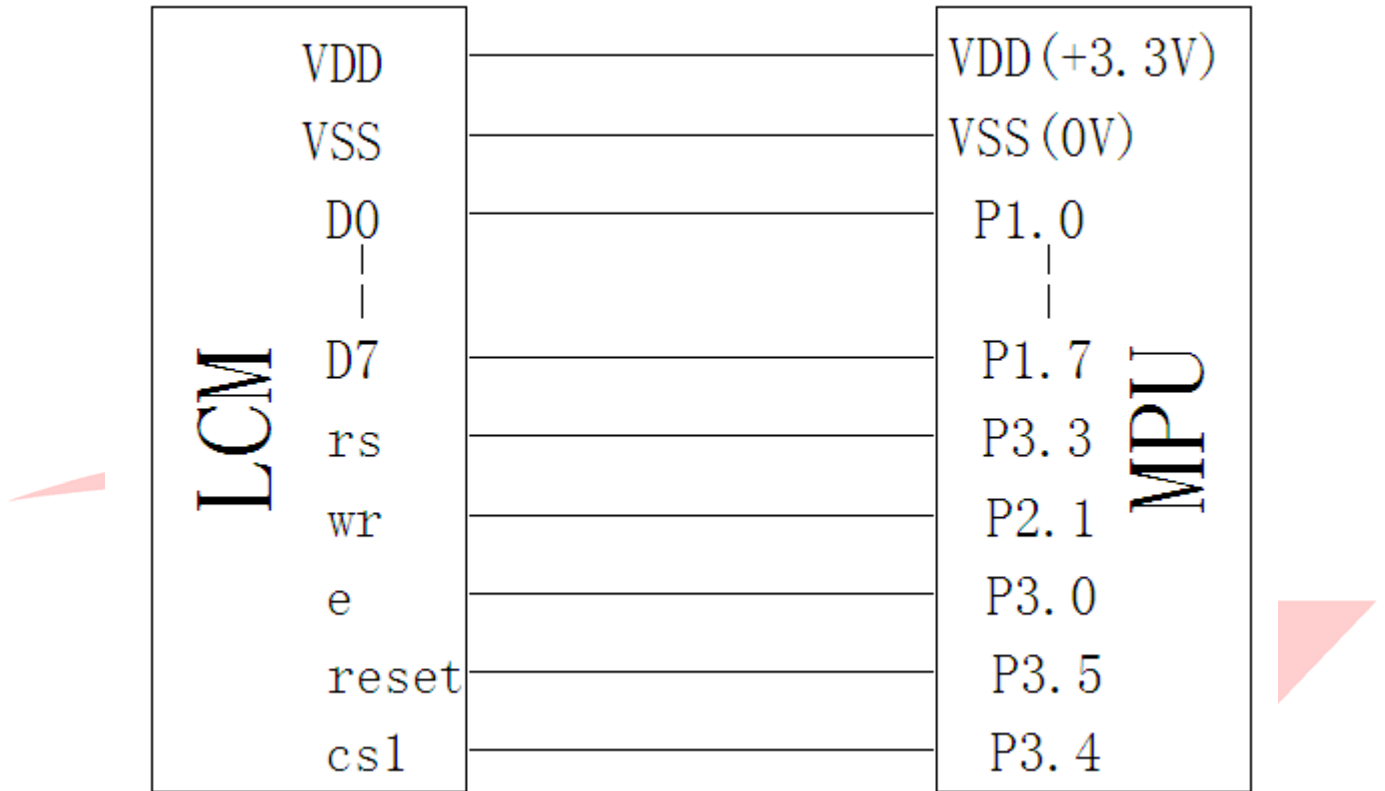 VDD VDD(+3.3V)
VSS VSS(0V)
D0 P1.0
D7 P1.7
rs P3.3
wr P2.1
e P3.0
reset P3.5
cs1 P3.4
LCM
MPU